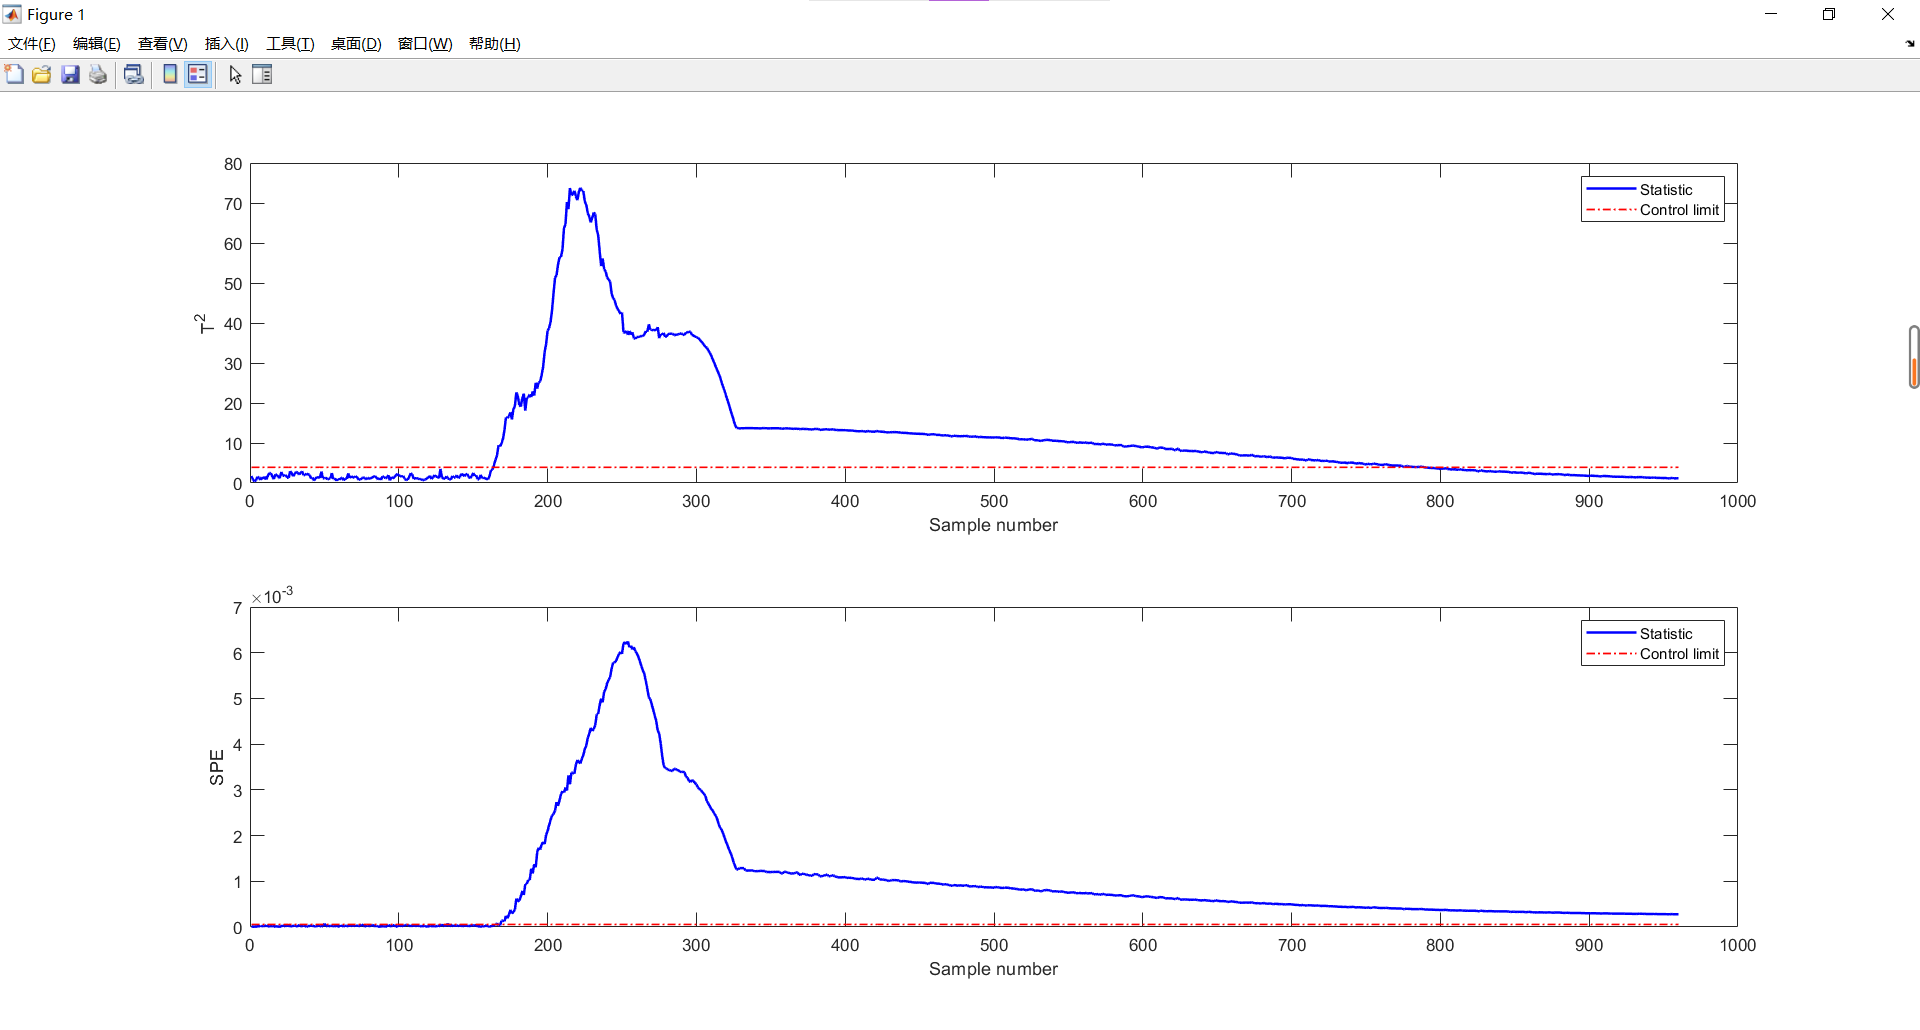 Figure 1
文件(F) 编辑(E) 查看(V) 插入(I) 工具(T) 桌面(D) 窗口(W) 帮助(H)
80
70
60
50
40
30
20
10
0
T²
0 100 200 300 400 500 600 700 800 900 1000
Sample number
Statistic
Control limit
×10⁻³
7
6
5
4
3
2
1
0
SPE
0 100 200 300 400 500 600 700 800 900 1000
Sample number
Statistic
Control limit